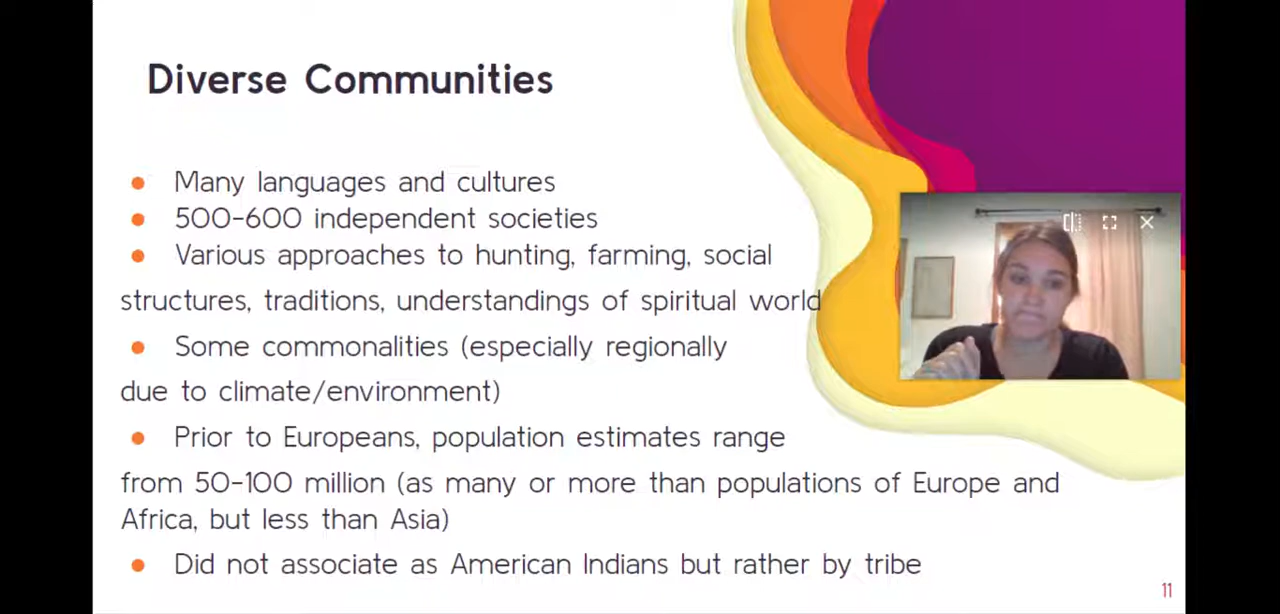 Diverse Communities
Many languages and cultures
500-600 independent societies
Various approaches to hunting, farming, social
structures, traditions, understandings of spiritual world
Some commonalities (especially regionally
due to climate/environment)
Prior to Europeans, population estimates range
from 50-100 million (as many or more than populations of Europe and
Africa, but less than Asia)
Did not associate as American Indians but rather by tribe
11